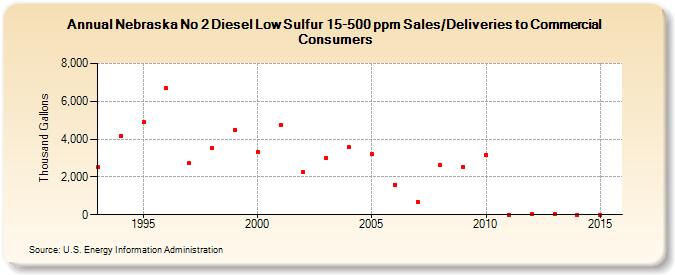 Annual Nebraska No 2 Diesel Low Sulfur 15-500 ppm Sales/Deliveries to Commercial
Consumers
Thousand Gallons
8,000
6,000
4,000
2,000
0
1995 2000 2005 2010 2015
Source: U.S. Energy Information Administration